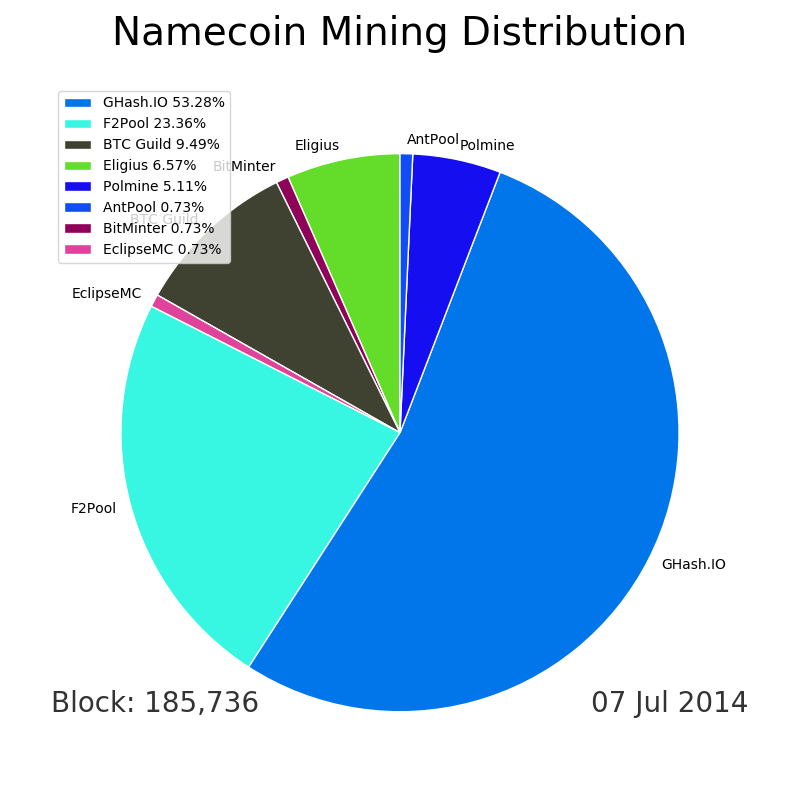 Namecoin Mining Distribution
GHash.IO 53.28%
F2Pool 23.36%
BTC Guild 9.49%
Eligius 6.57%
Polmine 5.11%
AntPool 0.73%
BitMinter 0.73%
EclipseMC 0.73%
AntPool
Polmine
Eligius
BitMinter
BTC Guild
EclipseMC
F2Pool
GHash.IO
Block: 185,736
07 Jul 2014